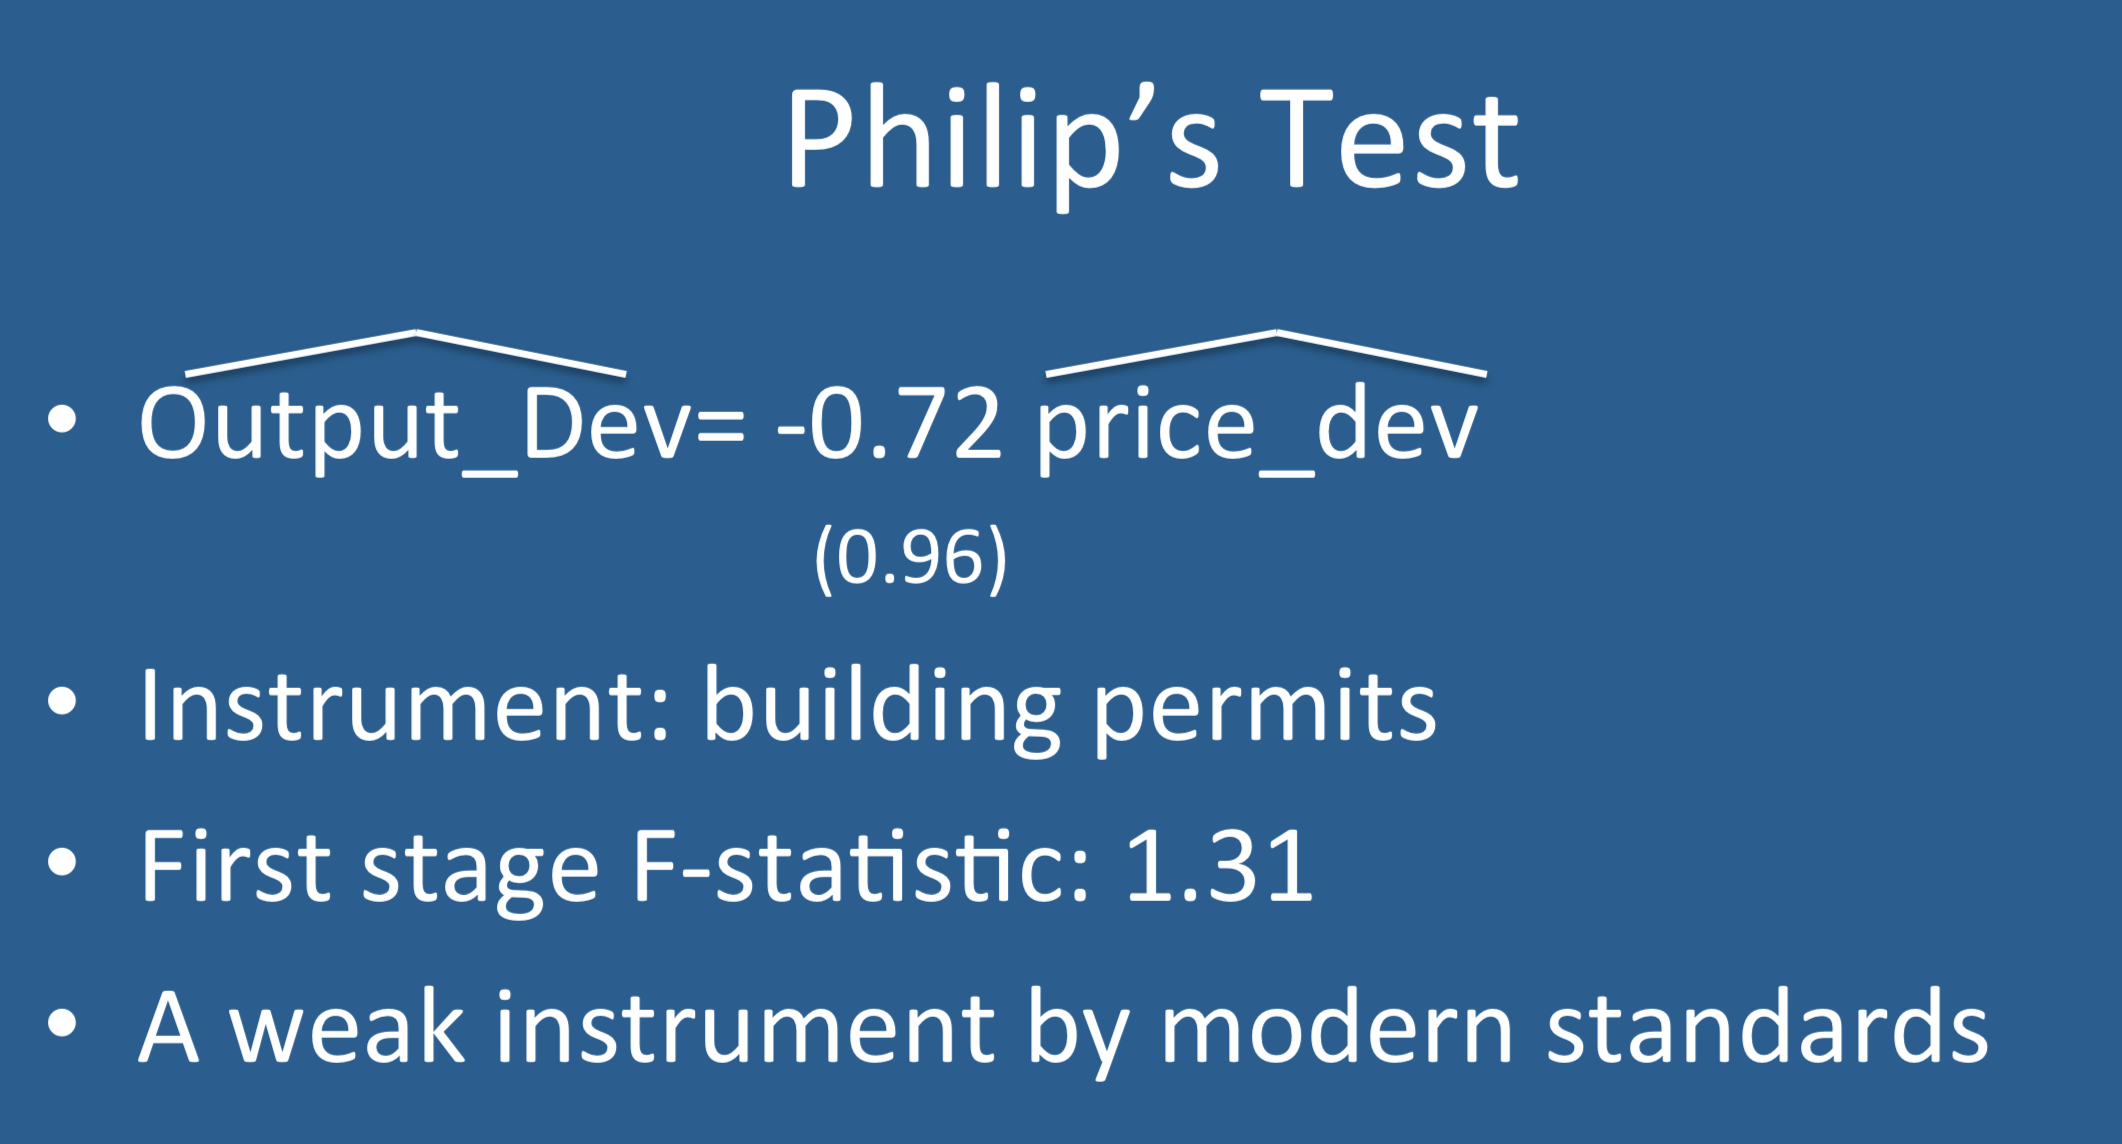 Philip’s Test
• Output_Dev= -0.72 price_dev
(0.96)
• Instrument: building permits
• First stage F-statistic: 1.31
• A weak instrument by modern standards